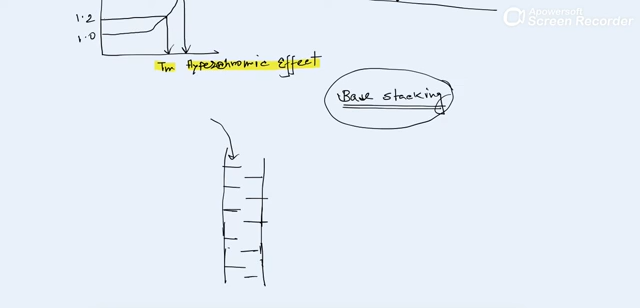 Apowersoft
Screen Recorder
1.2
1.0
Tm Hyperchromic Effect
Base stacking